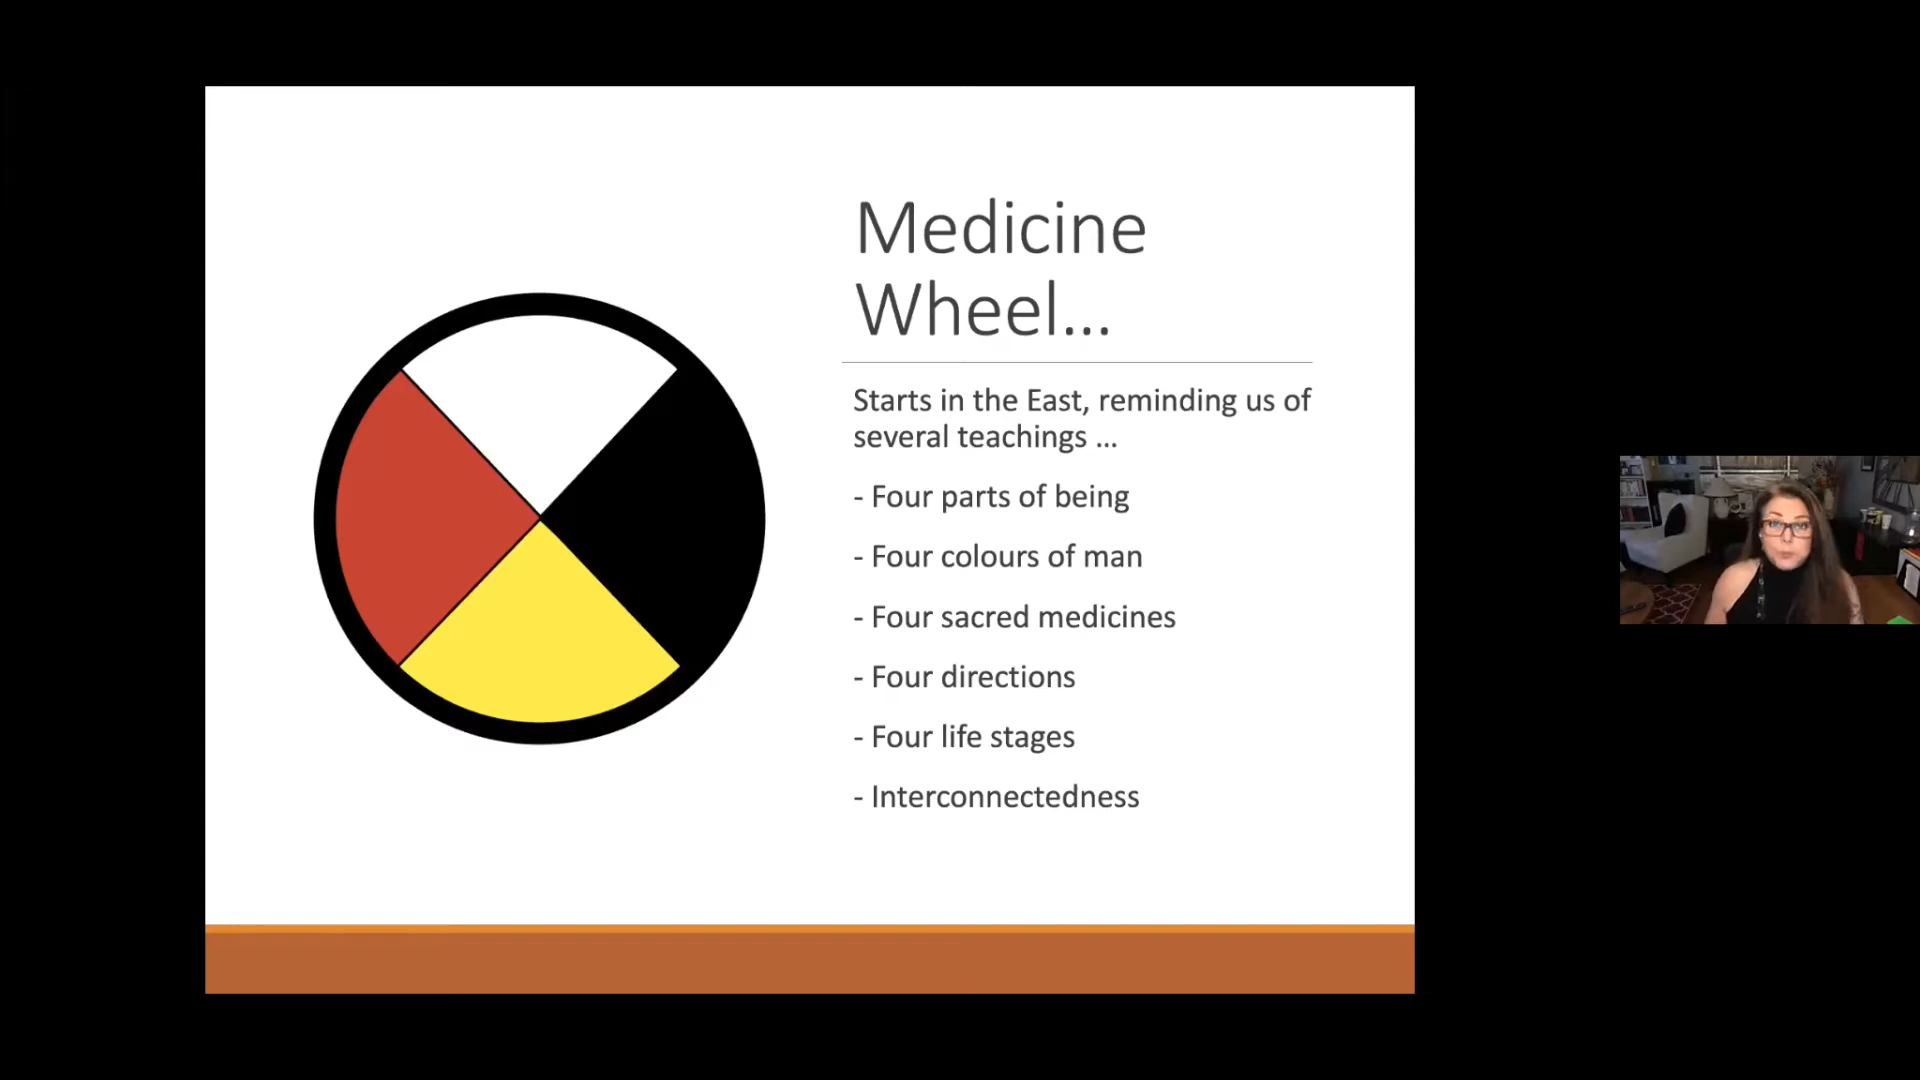 Medicine
Wheel...
Starts in the East, reminding us of
several teachings ...
- Four parts of being
- Four colours of man
- Four sacred medicines
- Four directions
- Four life stages
- Interconnectedness